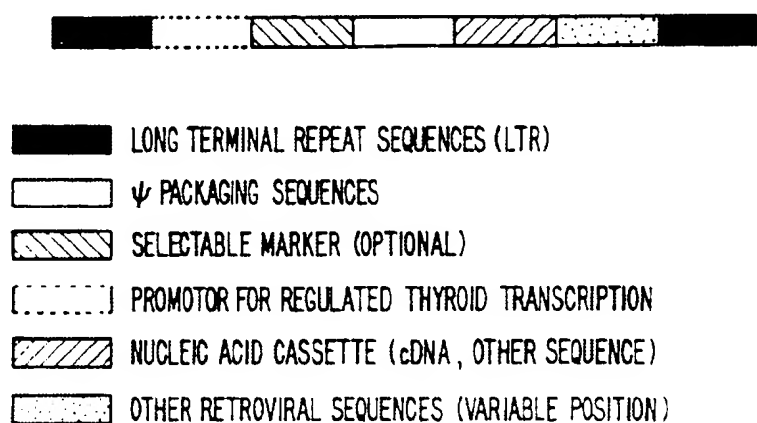 LONG TERMINAL REPEAT SEQUENCES (LTR)
ψ PACKAGING SEQUENCES
SELECTABLE MARKER (OPTIONAL)
PROMOTOR FOR REGULATED THYROID TRANSCRIPTION
NUCLEIC ACID CASSETTE (cDNA, OTHER SEQUENCE)
OTHER RETROVIRAL SEQUENCES (VARIABLE POSITION)